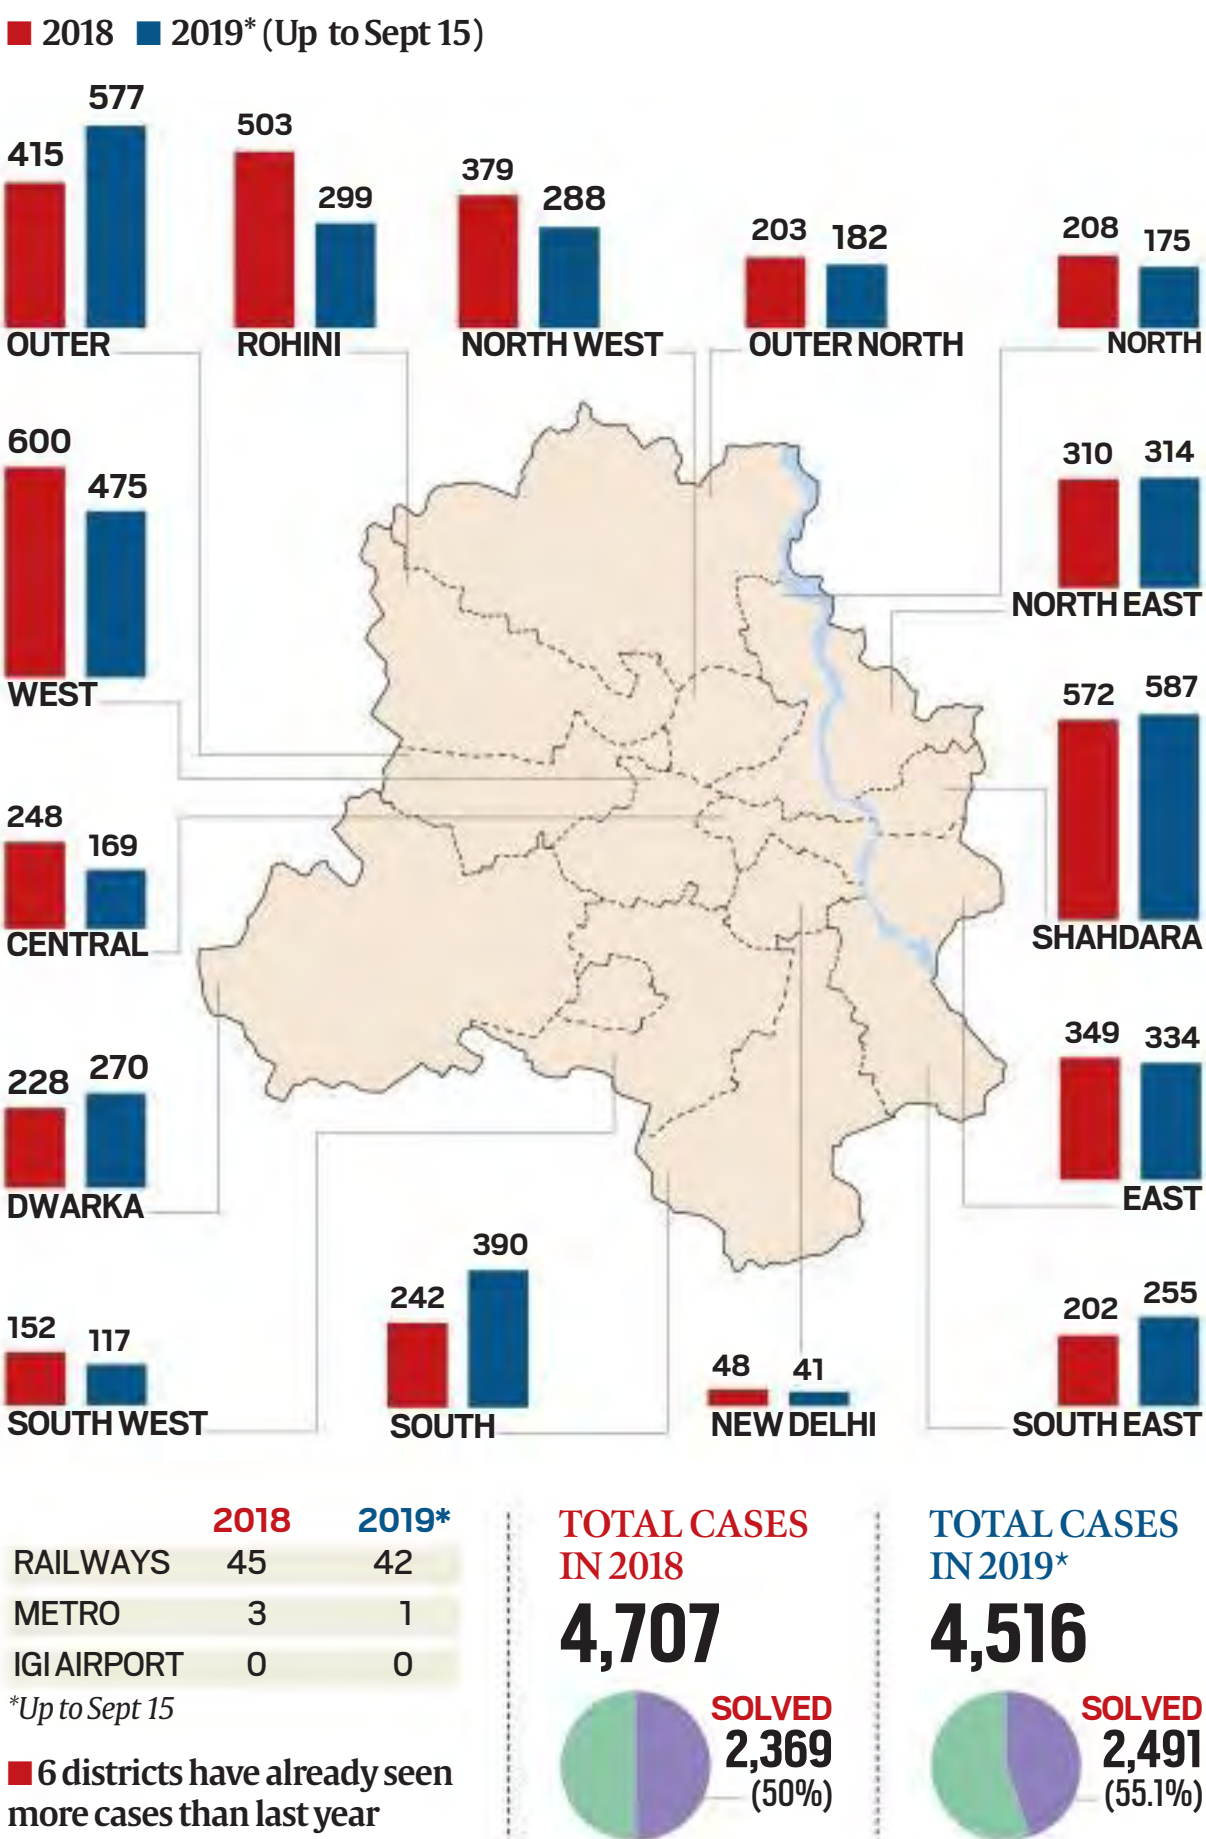 2018 2019* (Up to Sept 15)
415 577
OUTER
503 299
ROHINI
379 288
NORTH WEST
203 182
OUTER NORTH
208 175
NORTH
600 475
WEST
310 314
NORTH EAST
572 587
SHAHDARA
248 169
CENTRAL
349 334
EAST
228 270
DWARKA
152 117
SOUTH WEST
242 390
SOUTH
48 41
NEW DELHI
202 255
SOUTH EAST
2018 2019*
RAILWAYS 45 42
METRO 3 1
IGI AIRPORT 0 0
*Up to Sept 15
6 districts have already seen
more cases than last year
TOTAL CASES
IN 2018
4,707
SOLVED
2,369
(50%)
TOTAL CASES
IN 2019*
4,516
SOLVED
2,491
(55.1%)